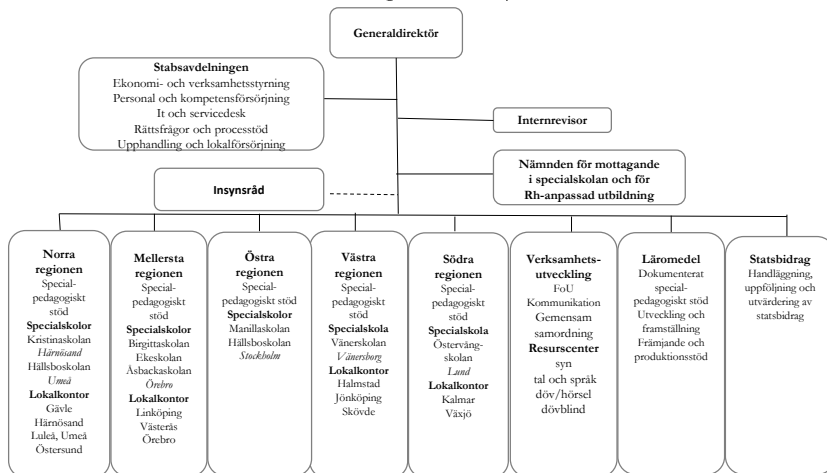 Generaldirektör
Stabsavdelningen
Ekonomi- och verksamhetsstyrning
Personal och kompetensförsörjning
It och servicedesk
Rättsfrågor och processtöd
Upphandling och lokalförsörjning
Internrevisor
Nämnden för mottagande
i specialskolan och för
Rh-anpassad utbildning
Insynsråd
Norra
regionen
Special-
pedagogiskt
stöd
Specialskolor
Kristinaskolan
Härnösand
Hällsboskolan
Umeå
Lokalkontor
Gävle
Härnösand
Luleå, Umeå
Östersund
Mellersta
regionen
Special-
pedagogiskt
stöd
Specialskolor
Birgittaskolan
Ekeskolan
Åsbackaskolan
Örebro
Lokalkontor
Linköping
Västerås
Örebro
Östra
regionen
Special-
pedagogiskt stöd
Specialskolor
Manillaskolan
Hällsboskolan
Stockholm
Västra
regionen
Special-
pedagogiskt
stöd
Specialskola
Vänerskolan
Vänersborg
Lokalkontor
Halmstad
Jönköping
Skövde
Södra
regionen
Special-
pedagogiskt
stöd
Specialskola
Östervång-
skolan
Lund
Lokalkontor
Kalmar
Växjö
Verksamhets-
utveckling
FoU
Kommunikation
Gemensam
samordning
Resurscenter
syn
tal och språk
döv/hörsel
dövblind
Läromedel
Dokumenterat
special-
pedagogiskt stöd
Utveckling och
framställning
Främjande och
produktionsstöd
Statsbidrag
Handläggning,
uppföljning och
utvärdering av
statsbidrag